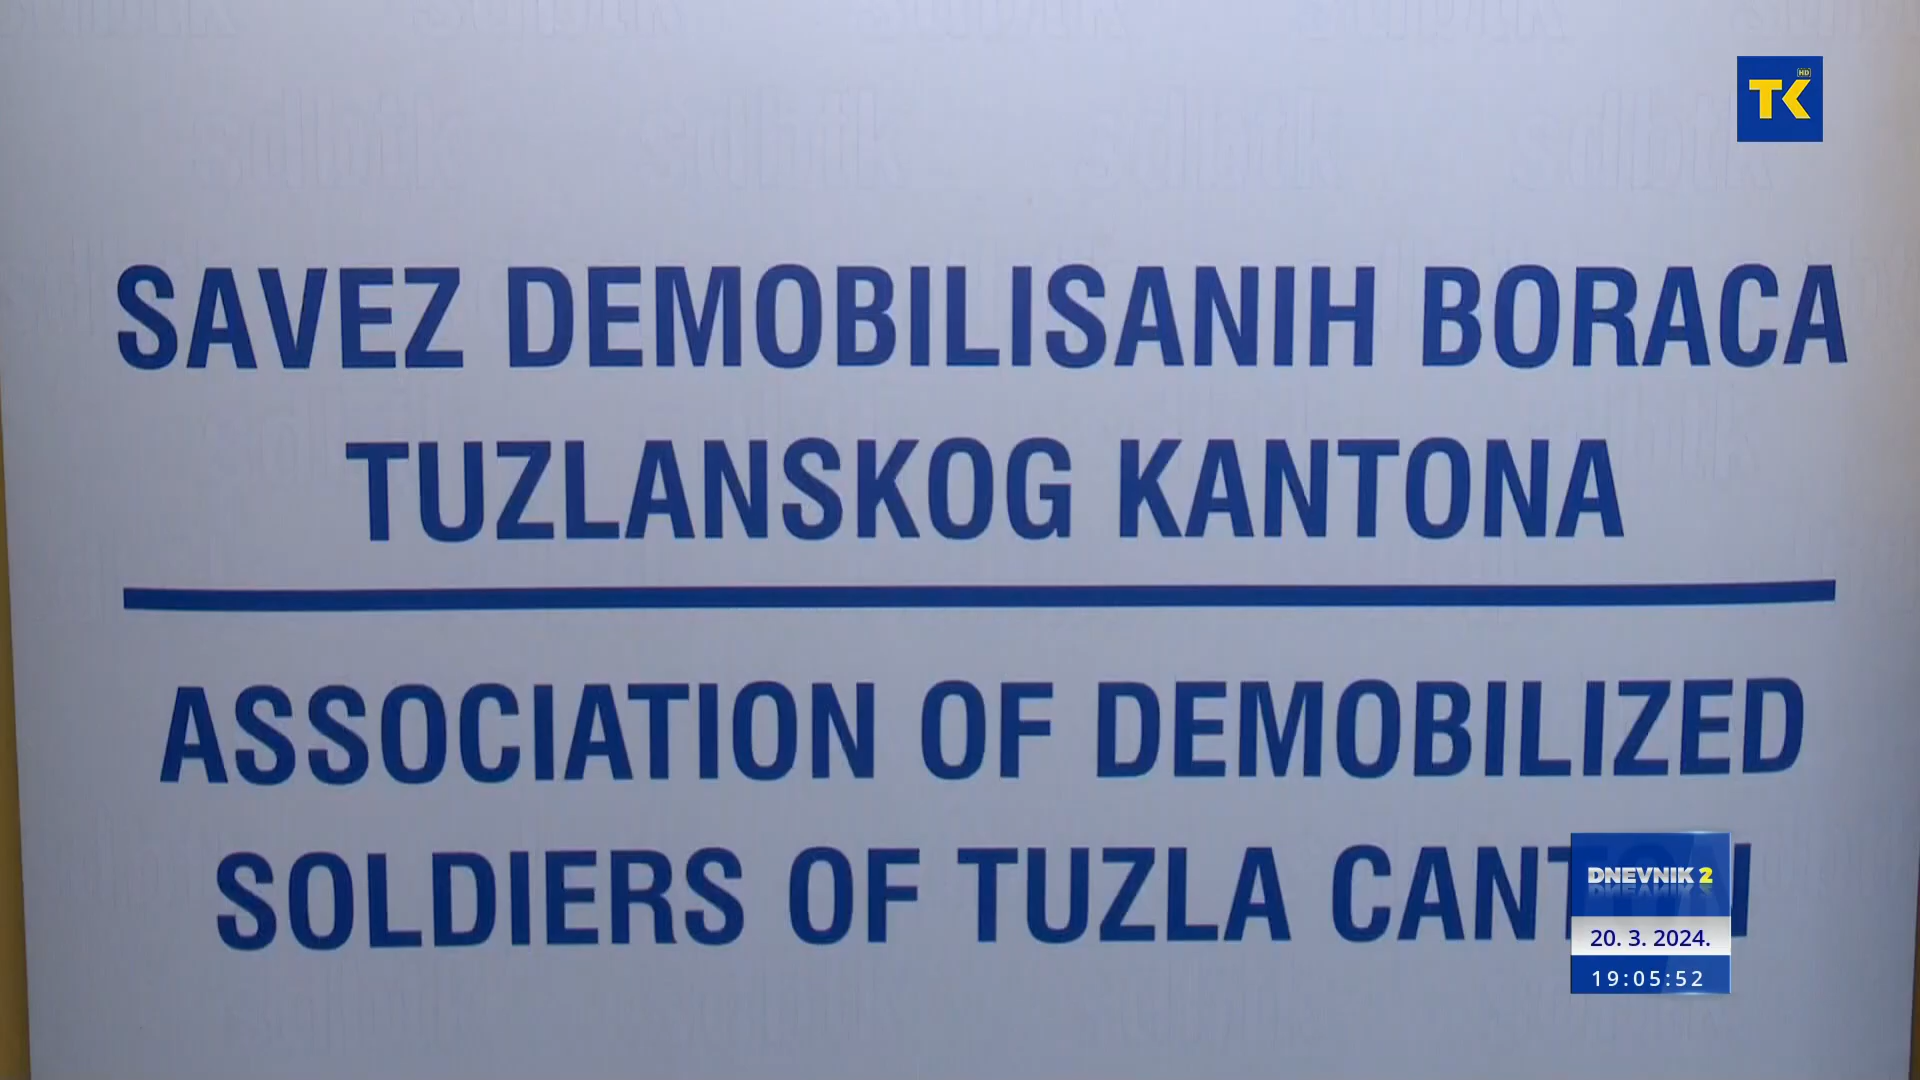 HD
TK
SAVEZ DEMOBILISANIH BORACA
TUZLANSKOG KANTONA
ASSOCIATION OF DEMOBILIZED
SOLDIERS OF TUZLA
DNEVNIK 2
20. 3. 2024.
19:05:52